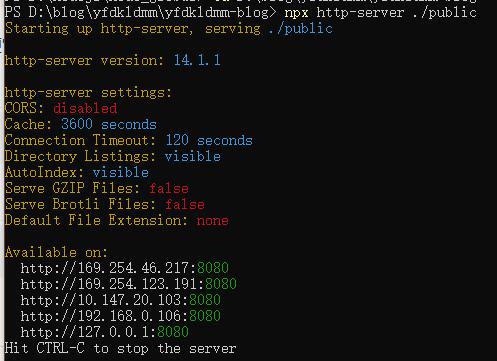 PS D:\blog\yfdkldmm\yfdkldmm-blog> npx http-server ./public
Starting up http-server, serving ./public
http-server version: 14.1.1
http-server settings:
CORS: disabled
Cache: 3600 seconds
Connection Timeout: 120 seconds
Directory Listings: visible
AutoIndex: visible
Serve GZIP Files: false
Serve Brotli Files: false
Default File Extension: none
Available on:
http://169.254.46.217:8080
http://169.254.123.191:8080
http://10.147.20.103:8080
http://192.168.0.106:8080
http://127.0.0.1:8080
Hit CTRL-C to stop the server